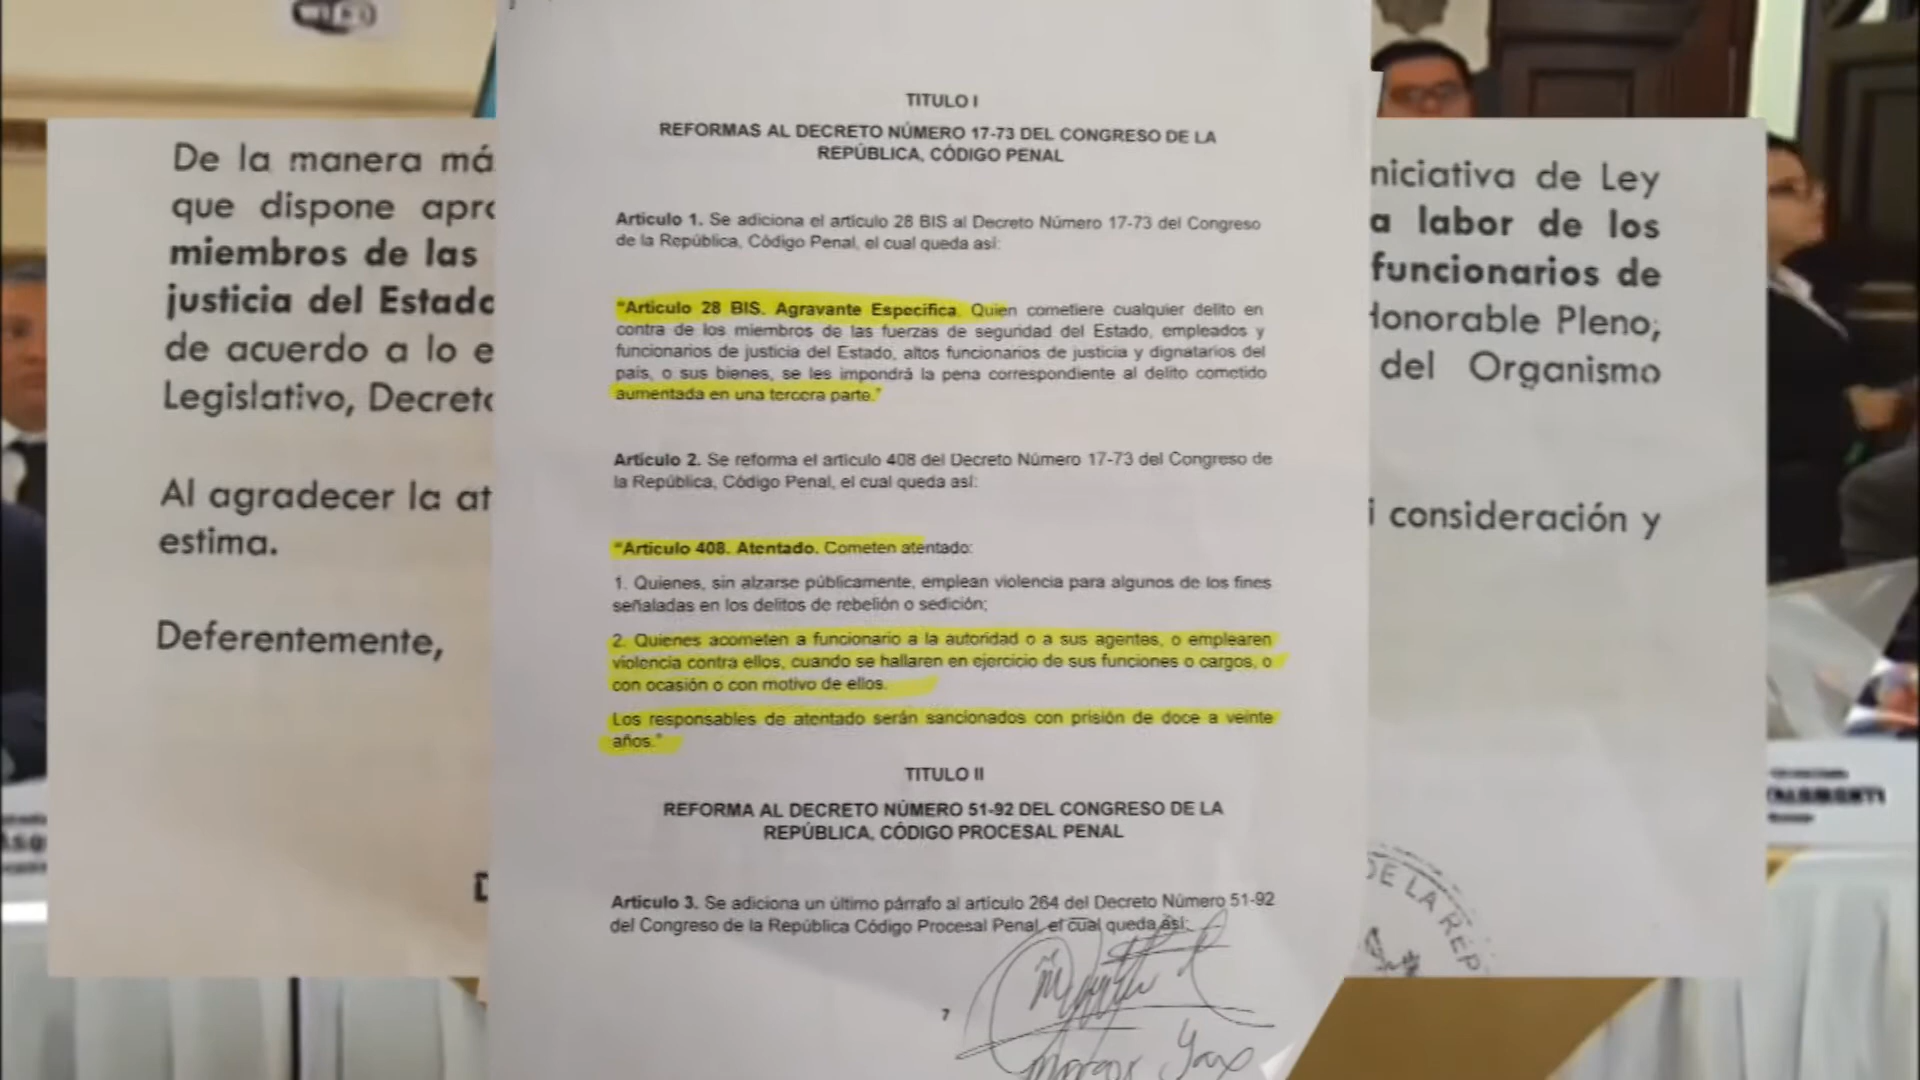 WIFI
De la manera má
que dispone apro
miembros de las
justicia del Estado
de acuerdo a lo e
Legislativo, Decreto
Al agradecer la at
estima.
Deferentemente,
D
TITULO I
REFORMAS AL DECRETO NÚMERO 17-73 DEL CONGRESO DE LA
REPÚBLICA, CÓDIGO PENAL
Artículo 1. Se adiciona el artículo 28 BIS al Decreto Número 17-73 del Congreso
de la República, Código Penal, el cual queda así:
"Artículo 28 BIS. Agravante Específica. Quien cometiere cualquier delito en
contra de los miembros de las fuerzas de seguridad del Estado, empleados y
funcionarios de justicia del Estado, altos funcionarios de justicia y dignatarios del
país, o sus bienes, se les impondrá la pena correspondiente al delito cometido
aumentada en una tercera parte."
Artículo 2. Se reforma el artículo 408 del Decreto Número 17-73 del Congreso de
la República, Código Penal, el cual queda así:
"Artículo 408. Atentado. Cometen atentado:
1. Quienes, sin alzarse públicamente, emplean violencia para algunos de los fines
señaladas en los delitos de rebelión o sedición;
2. Quienes acometen a funcionario a la autoridad o a sus agentes, o emplearen
violencia contra ellos, cuando se hallaren en ejercicio de sus funciones o cargos, o
con ocasión o con motivo de ellos.
Los responsables de atentado serán sancionados con prisión de doce a veinte
años."
TITULO II
REFORMA AL DECRETO NÚMERO 51-92 DEL CONGRESO DE LA
REPÚBLICA, CÓDIGO PROCESAL PENAL
Artículo 3. Se adiciona un último párrafo al artículo 264 del Decreto Número 51-92
del Congreso de la República Código Procesal Penal, el cual queda así:
7
niciativa de Ley
a labor de los
funcionarios de
Honorable Pleno,
del Organismo
i consideración y
DE LA REP